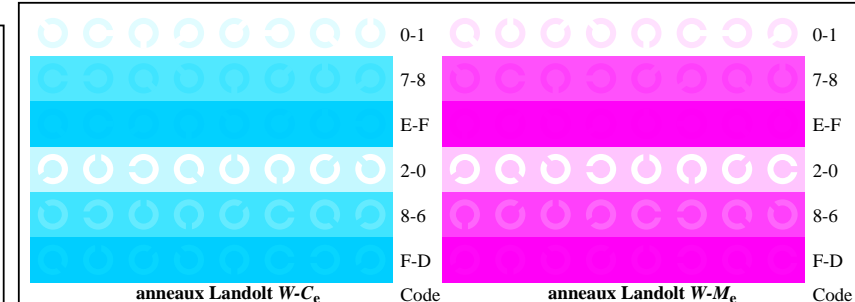 0-1 0-1
7-8 7-8
E-F E-F
2-0 2-0
8-6 8-6
F-D F-D
anneaux Landolt W-Ce Code anneaux Landolt W-Me Code